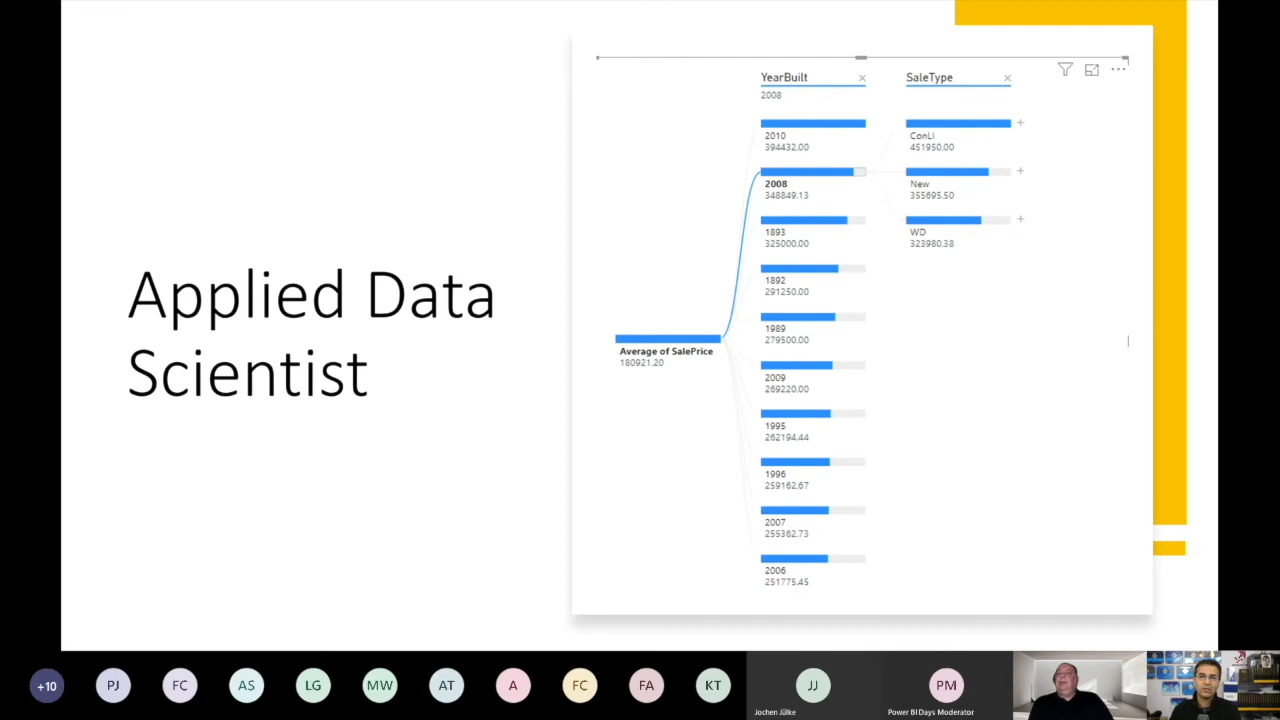 Applied Data
Scientist
YearBuilt
2008
SaleType
2010
394432.00
2008
348849.13
1893
325000.00
1892
291250.00
1989
279500.00
2009
269220.00
1995
262194.44
1996
259162.67
2007
255362.73
2006
251775.45
ConLI
451950.00
New
355695.50
WD
323980.38
Average of SalePrice
180921.20
+10
PJ
FC
AS
LG
MW
AT
A
FC
FA
KT
JJ
Jochen Jülke
PM
Power BI Days Moderator